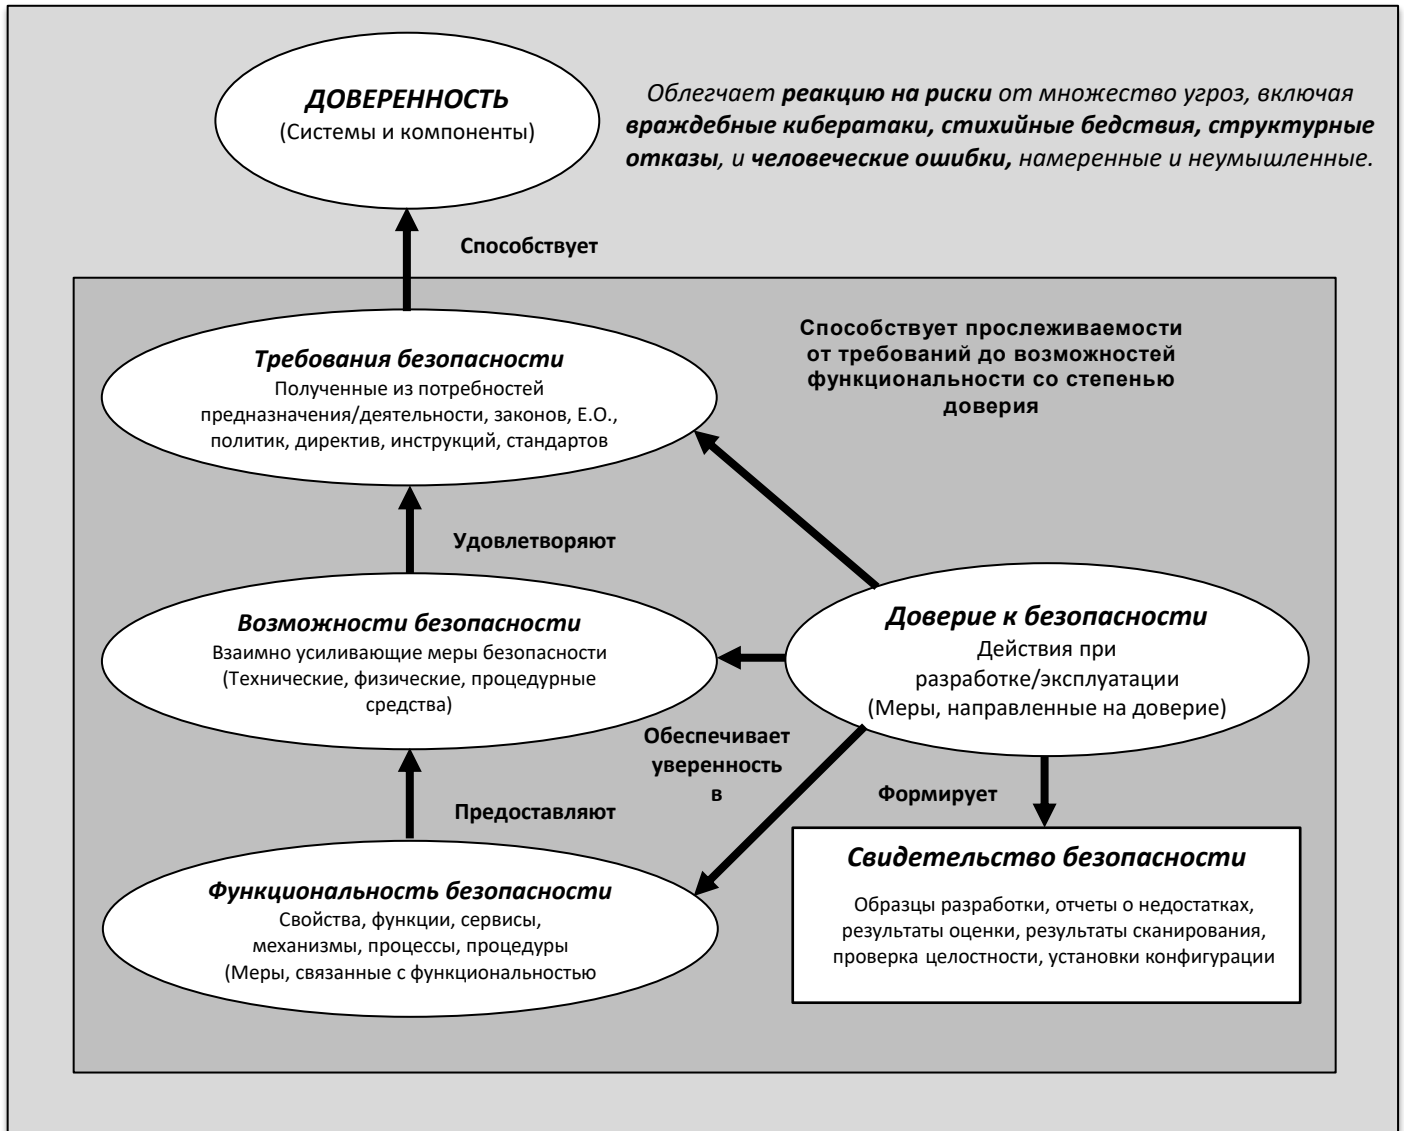 ДОВЕРЕННОСТЬ
(Системы и компоненты)
Облегчает реакцию на риски от множество угроз, включая
враждебные кибератаки, стихийные бедствия, структурные
отказы, и человеческие ошибки, намеренные и неумышленные.
Способствует
Способствует прослеживаемости
от требований до возможностей
функциональности со степенью
доверия
Требования безопасности
Полученные из потребностей
предназначения/деятельности, законов, Е.О.,
политик, директив, инструкций, стандартов
Удовлетворяют
Возможности безопасности
Взаимно усиливающие меры безопасности
(Технические, физические, процедурные
средства)
Доверие к безопасности
Действия при
разработке/эксплуатации
(Меры, направленные на доверие)
Обеспечивает
уверенность
в
Предоставляют
Формирует
Функциональность безопасности
Свойства, функции, сервисы,
механизмы, процессы, процедуры
(Меры, связанные с функциональностью
Свидетельство безопасности
Образцы разработки, отчеты о недостатках,
результаты оценки, результаты сканирования,
проверка целостности, установки конфигурации